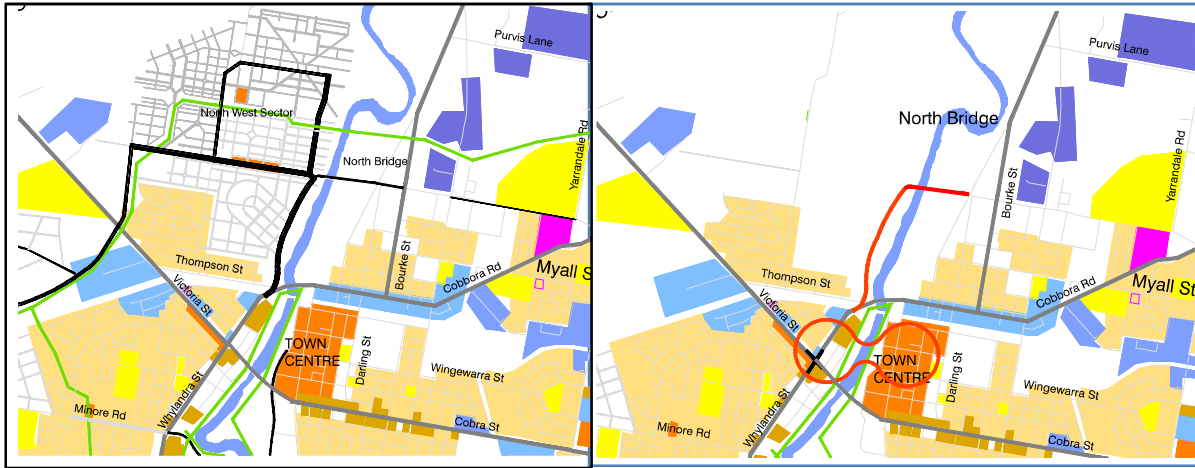 Purvis Lane
North West Sector
North Bridge
Yarrandale Rd
Bourke St
Thompson St
Cobbora Rd
Myall S
Victoria St
TOWN
CENTRE
Darling St
Wingewarra St
Whylandra St
Minore Rd
Cobra St
Purvis Lane
North Bridge
Yarrandale Rd
Bourke St
Thompson St
Cobbora Rd
Myall St
Victoria St
TOWN
CENTRE
Darling St
Wingewarra St
Whylandra St
Minore Rd
Cobra St